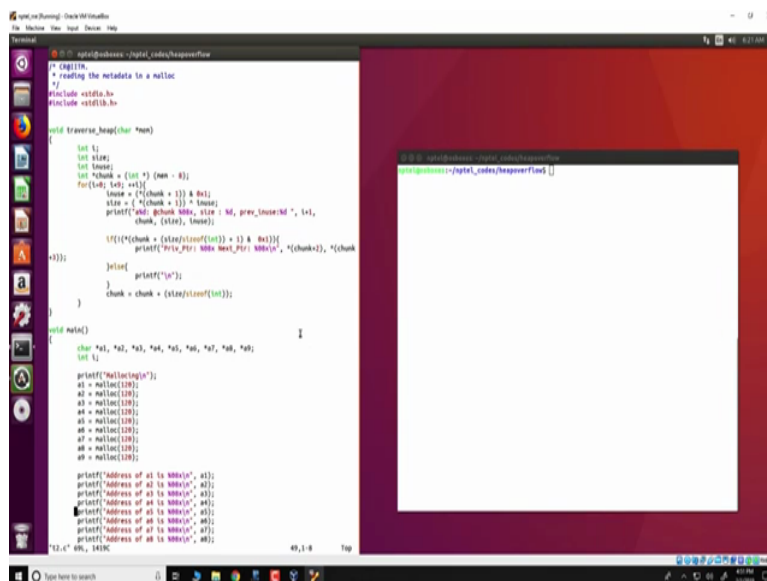 nptel_vse [Running] - Oracle VM VirtualBox
File Machine View Input Devices Help
Terminal
6:21 AM
nptel@osboxes: ~/nptel_codes/heapoverflow
/* CR@IITM.
* reading the metadata in a malloc
*/
#include <stdio.h>
#include <stdlib.h>
void traverse_heap(char *mem)
{
int i;
int size;
int inuse;
int *chunk = (int *) (mem - 8);
for(i=0; i<9; ++i){
inuse = (*(chunk + 1)) & 0x1;
size = ( *(chunk + 1)) ^ inuse;
printf("a%d: @chunk %08x, size : %d, prev_inuse:%d ", i+1,
chunk, (size), inuse);
if(!(*(chunk + (size/sizeof(int)) + 1) & 0x1)){
printf("Priv_Ptr: %08x Next_Ptr: %08x\n", *(chunk+2), *(chunk
+3));
}else{
printf("\n");
}
chunk = chunk + (size/sizeof(int));
}
}
void main()
{
char *a1, *a2, *a3, *a4, *a5, *a6, *a7, *a8, *a9;
int i;
printf("Mallocing\n");
a1 = malloc(120);
a2 = malloc(120);
a3 = malloc(120);
a4 = malloc(120);
a5 = malloc(120);
a6 = malloc(120);
a7 = malloc(120);
a8 = malloc(120);
a9 = malloc(120);
printf("Address of a1 is %08x\n", a1);
printf("Address of a2 is %08x\n", a2);
printf("Address of a3 is %08x\n", a3);
printf("Address of a4 is %08x\n", a4);
printf("Address of a5 is %08x\n", a5);
printf("Address of a6 is %08x\n", a6);
printf("Address of a7 is %08x\n", a7);
printf("Address of a8 is %08x\n", a8);
"t2.c" 69L, 1419C 49,1-8 Top
nptel@osboxes: ~/nptel_codes/heapoverflow
nptel@osboxes:~/nptel_codes/heapoverflow$
Type here to search